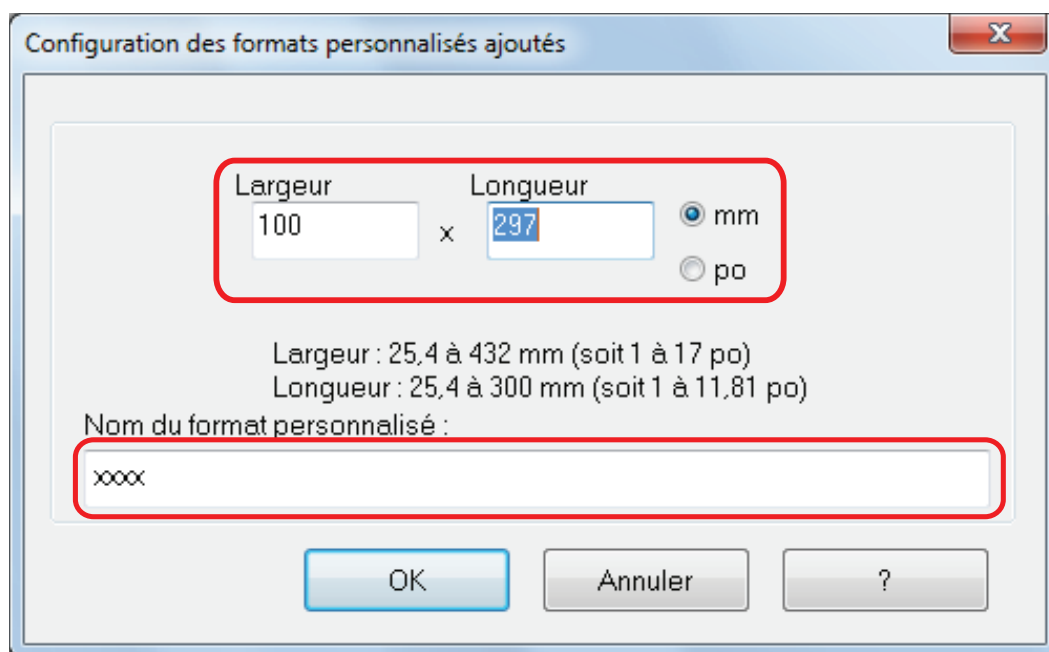 Configuration des formats personnalisés ajoutés
Largeur Longueur
100 x 297 mm
po
Largeur : 25,4 à 432 mm (soit 1 à 17 po)
Longueur : 25,4 à 300 mm (soit 1 à 11,81 po)
Nom du format personnalisé :
xxxx
OK Annuler ?